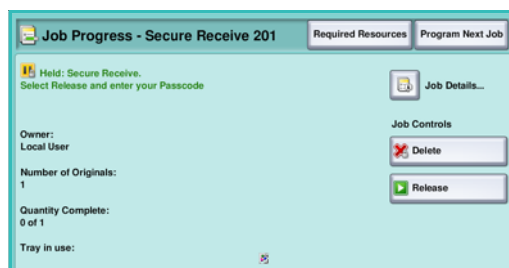 Job Progress - Secure Receive 201
Required Resources
Program Next Job
Held: Secure Receive.
Select Release and enter your Passcode
Job Details...
Owner:
Local User
Job Controls
Delete
Number of Originals:
1
Release
Quantity Complete:
0 of 1
Tray in use: